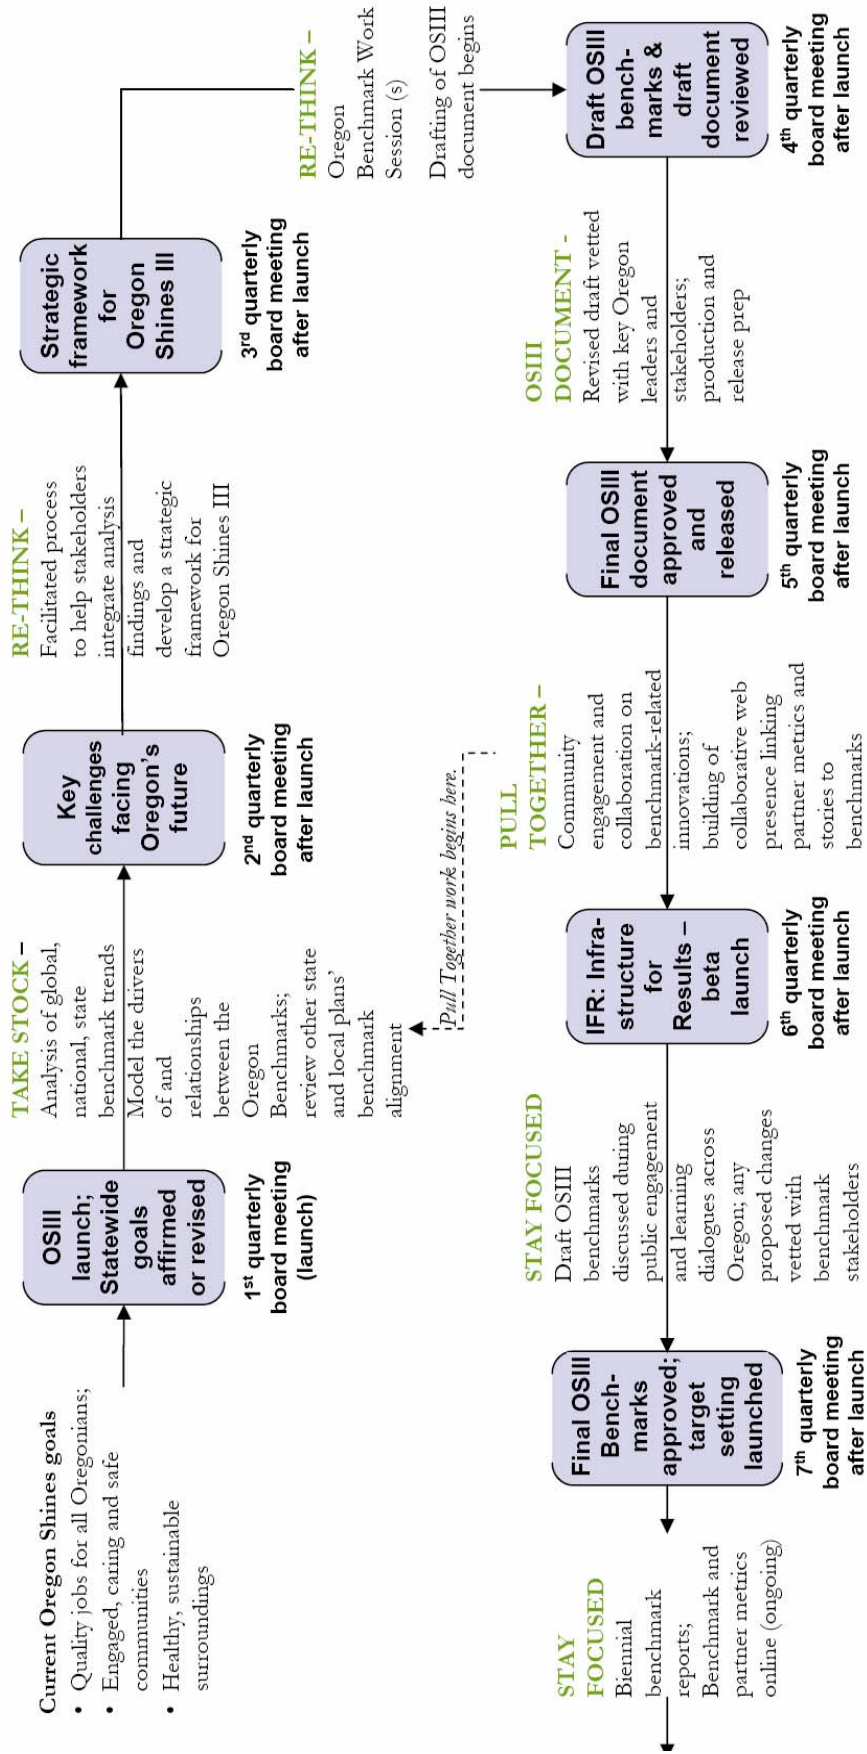 Current Oregon Shines goals
• Quality jobs for all Oregonians;
• Engaged, caring and safe
communities
• Healthy, sustainable
surroundings
OSIII
launch;
Statewide
goals
affirmed
or revised
1st quarterly
board meeting
(launch)
TAKE STOCK –
Analysis of global,
national, state
benchmark trends
Model the drivers
of and
relationships
between the
Oregon
Benchmarks;
review other state
and local plans'
benchmark
alignment
Key
challenges
facing
Oregon's
future
2nd quarterly
board meeting
after launch
RE-THINK –
Facilitated process
to help stakeholders
integrate analysis
findings and
develop a strategic
framework for
Oregon Shines III
Strategic
framework
for
Oregon
Shines III
3rd quarterly
board meeting
after launch
RE-THINK –
Oregon
Benchmark Work
Session (s)
Drafting of OSIII
document begins
Draft OSIII
bench-
marks &
draft
document
reviewed
4th quarterly
board meeting
after launch
OSIII
DOCUMENT -
Revised draft vetted
with key Oregon
leaders and
stakeholders;
production and
release prep
Final OSIII
document
approved
and
released
5th quarterly
board meeting
after launch
Pull Together work begins here.
PULL
TOGETHER –
Community
engagement and
collaboration on
benchmark-related
innovations;
building of
collaborative web
presence linking
partner metrics and
stories to
benchmarks
IFR: Infra-
structure
for
Results –
beta
launch
6th quarterly
board meeting
after launch
STAY FOCUSED
Draft OSIII
benchmarks
discussed during
public engagement
and learning
dialogues across
Oregon; any
proposed changes
vetted with
benchmark
stakeholders
Final OSIII
Bench-
marks
approved;
target
setting
launched
7th quarterly
board meeting
after launch
STAY
FOCUSED
Biennial
benchmark
reports;
Benchmark and
partner metrics
online (ongoing)